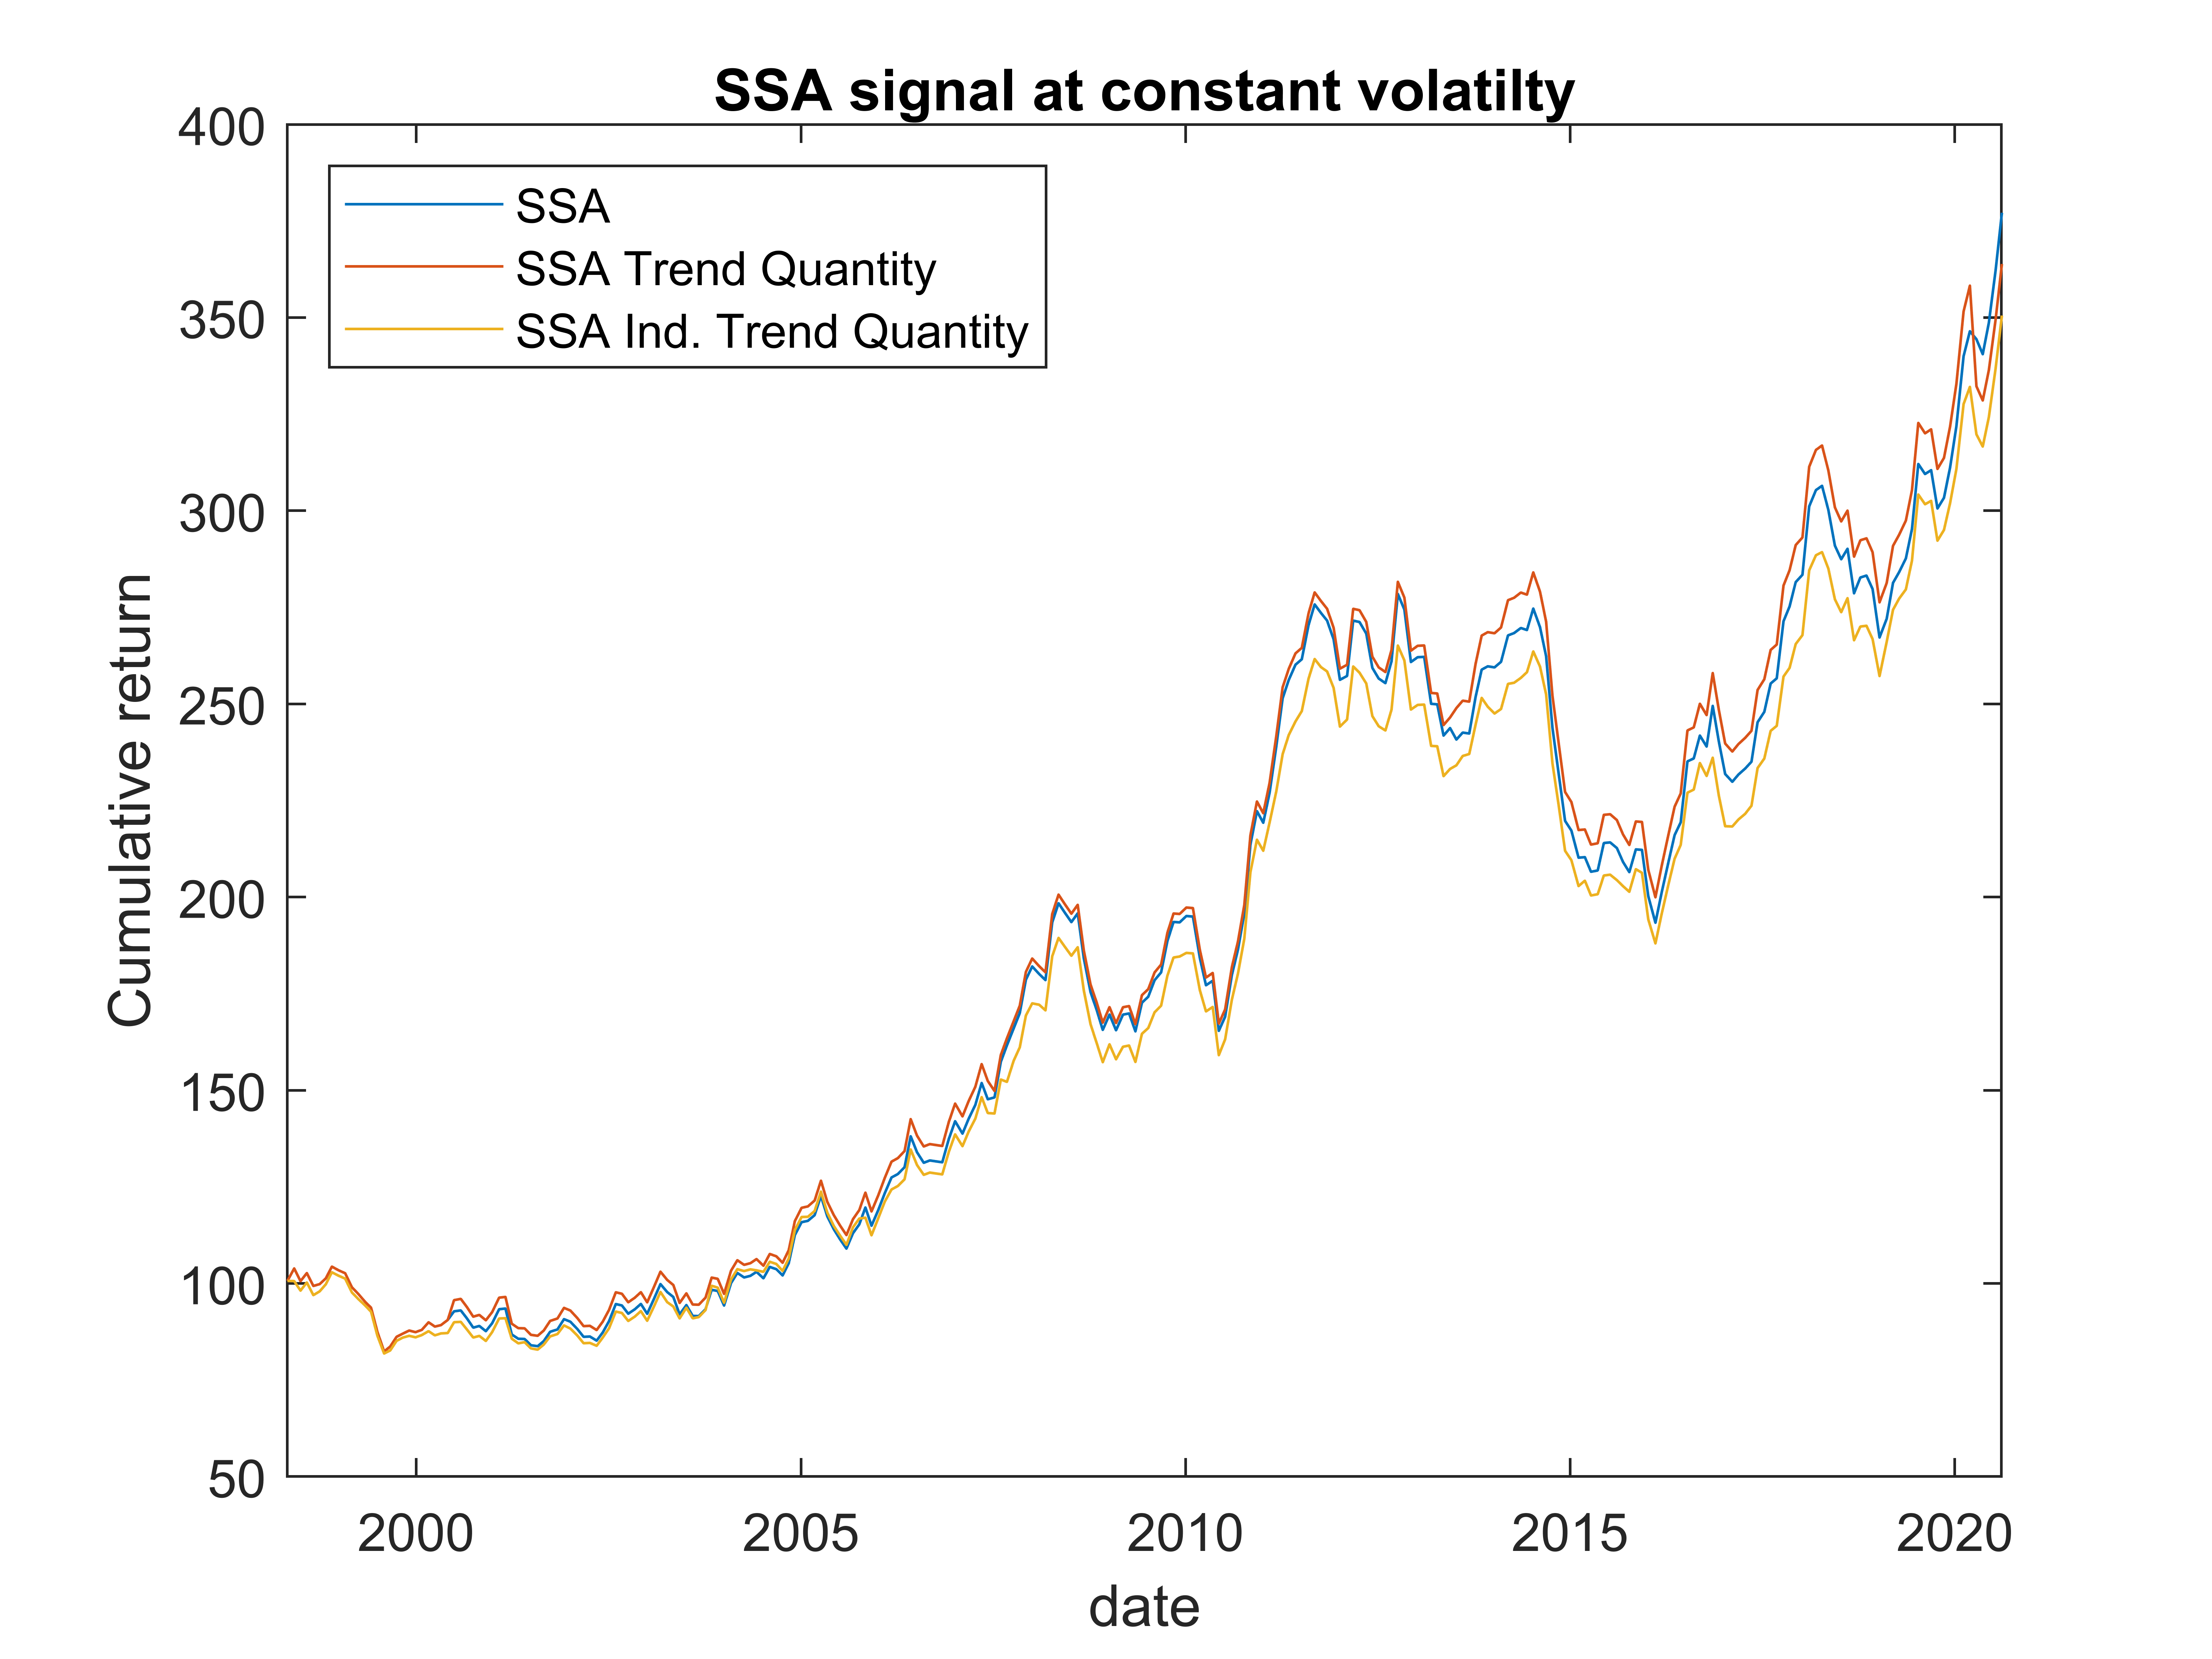 SSA signal at constant volatilty
400
350
300
250
200
150
100
50
Cumulative return
SSA
SSA Trend Quantity
SSA Ind. Trend Quantity
2000 2005 2010 2015 2020
date